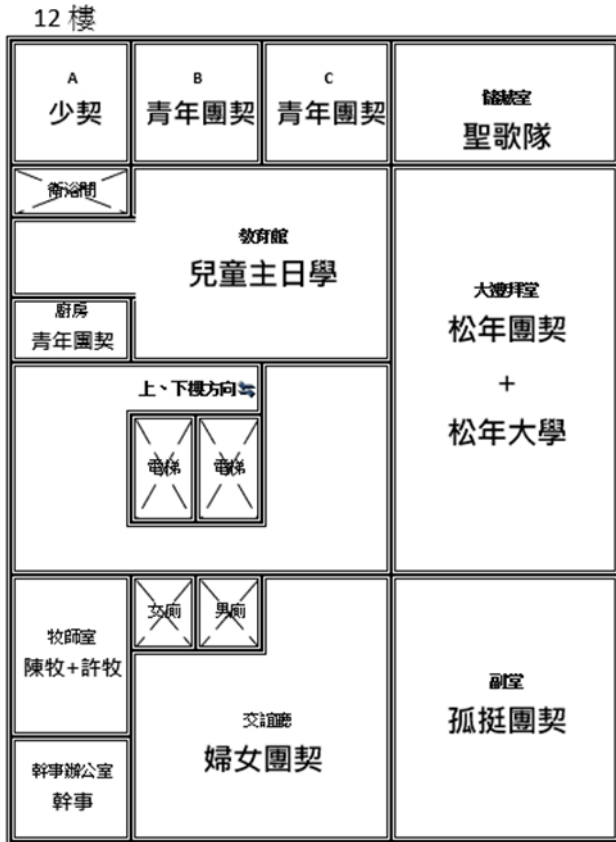 12 樓
A
少契
B
青年團契
C
青年團契
聖歌隊
衛浴間
教育館
兒童主日學
廚房
青年團契
大禮拜堂
松年團契
+
松年大學
上、下樓方向
電梯
電梯
女廁
男廁
牧師室
陳牧+許牧
交誼廳
婦女團契
副堂
孤挺團契
幹事辦公室
幹事